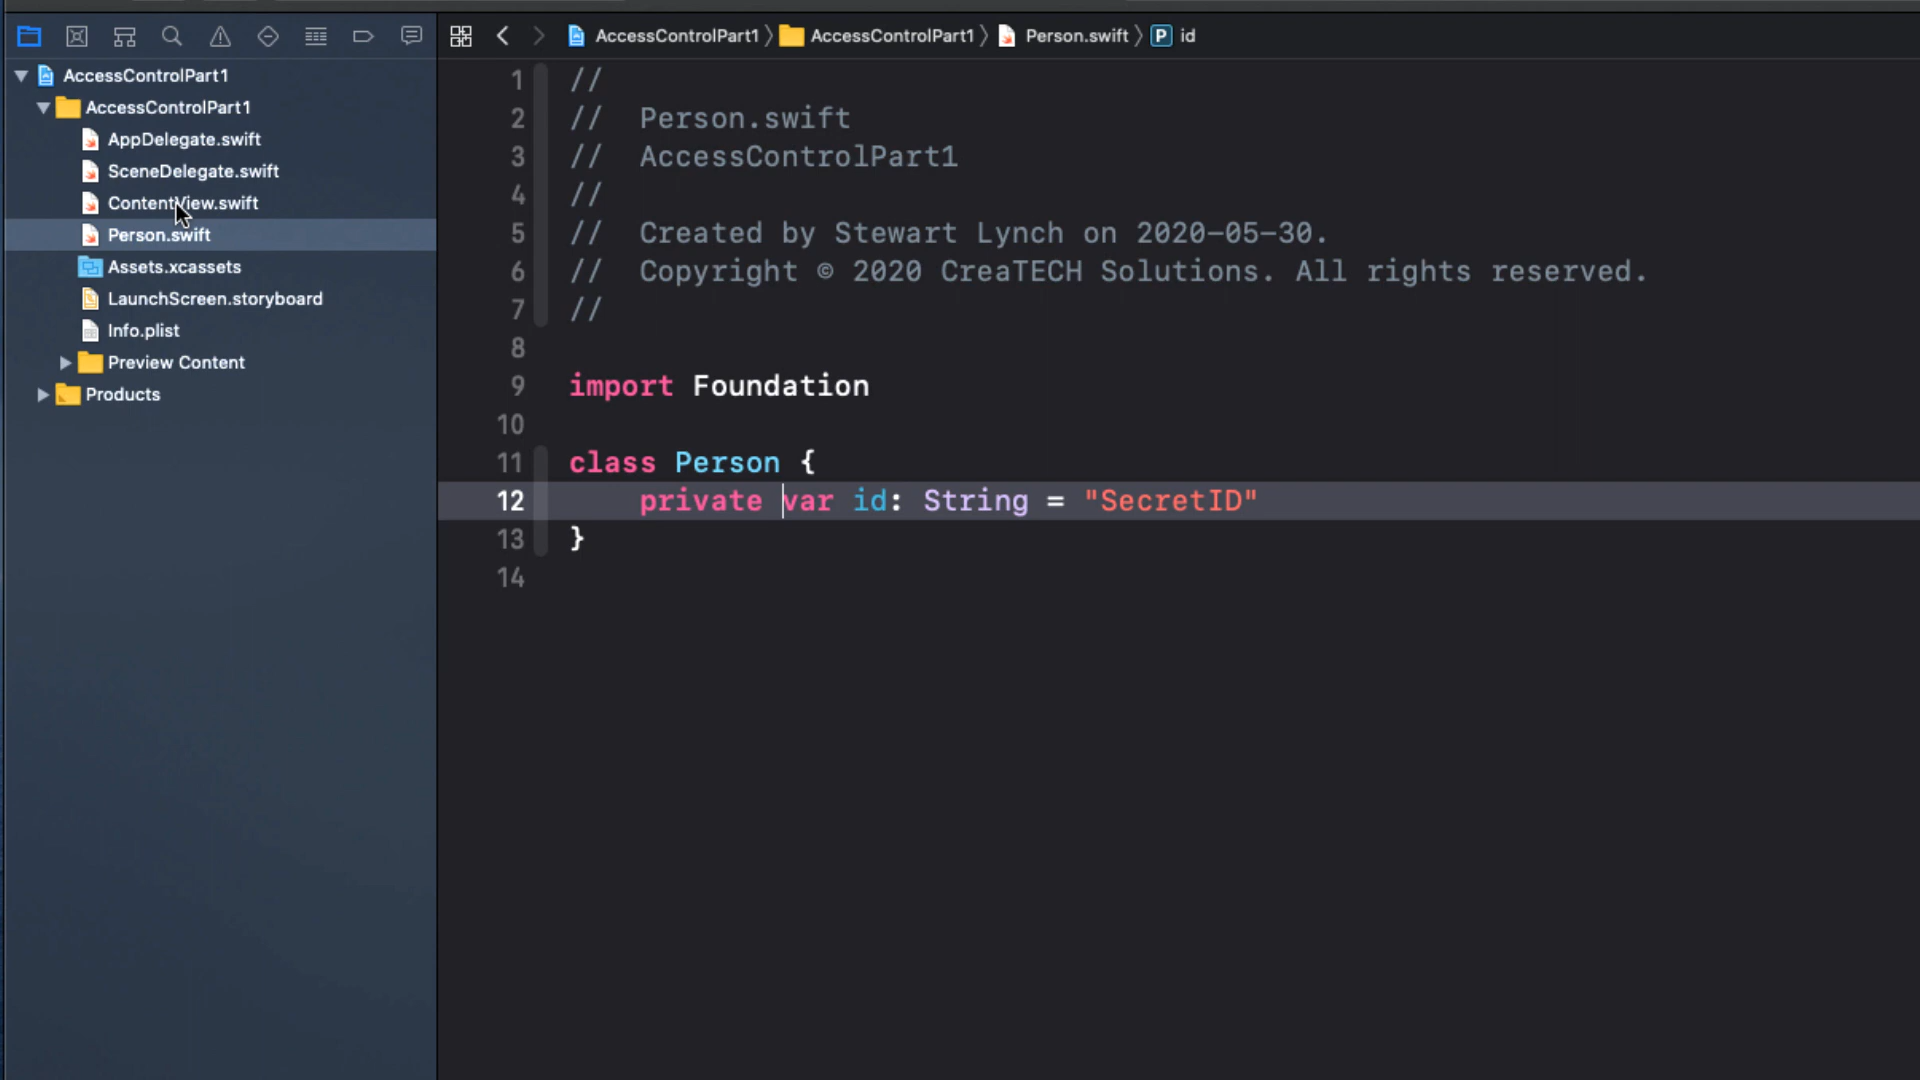 AccessControlPart1 〉 AccessControlPart1 〉 Person.swift 〉 P id
AccessControlPart1
AccessControlPart1
AppDelegate.swift
SceneDelegate.swift
ContentView.swift
Person.swift
Assets.xcassets
LaunchScreen.storyboard
Info.plist
Preview Content
Products
1 //
2 //  Person.swift
3 //  AccessControlPart1
4 //
5 //  Created by Stewart Lynch on 2020-05-30.
6 //  Copyright © 2020 CreaTECH Solutions. All rights reserved.
7 //
8
9 import Foundation
10
11 class Person {
12     private var id: String = "SecretID"
13 }
14